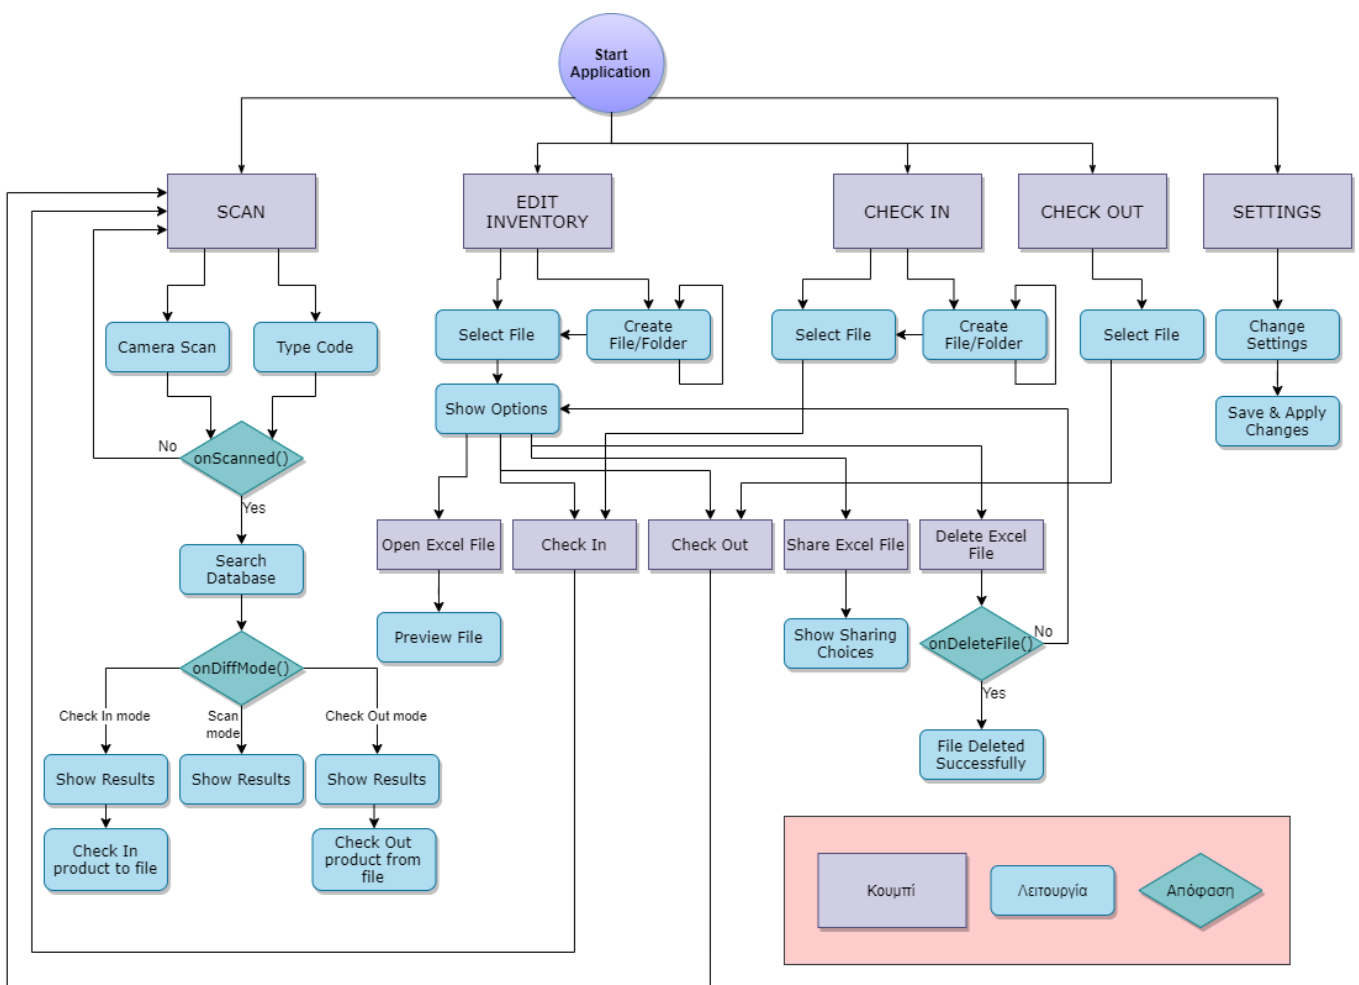 Start
Application
SCAN
EDIT
INVENTORY
CHECK IN
CHECK OUT
SETTINGS
Camera Scan
Type Code
Select File
Create
File/Folder
Select File
Create
File/Folder
Select File
Change
Settings
Show Options
Save & Apply
Changes
No
onScanned()
Yes
Open Excel File
Check In
Check Out
Share Excel File
Delete Excel
File
Search
Database
Preview File
Show Sharing
Choices
onDeleteFile()
No
Yes
onDiffMode()
Check In mode
Scan
mode
Check Out mode
File Deleted
Successfully
Show Results
Show Results
Show Results
Check In
product to file
Check Out
product from
file
Κουμπί
Λειτουργία
Απόφαση